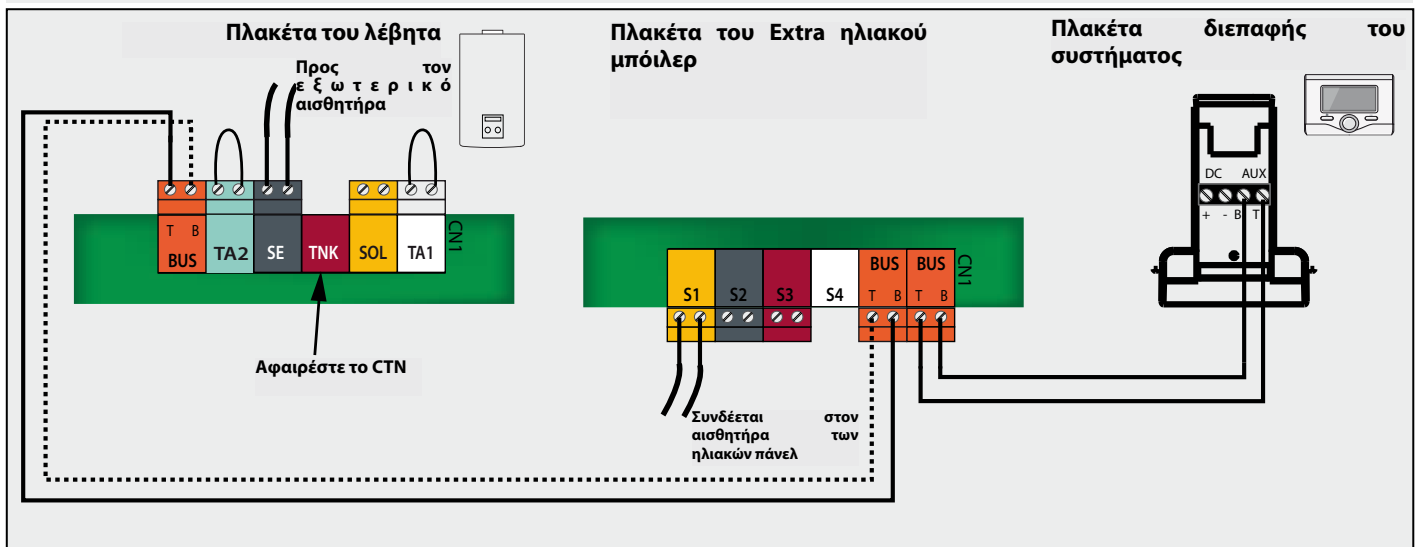 Πλακέτα του λέβητα
Προς τον
εξωτερικό
αισθητήρα
T B
BUS
TA2
SE
TNK
SOL
TA1
CN1
Αφαιρέστε το CTN
Πλακέτα του Extra ηλιακού
μπόιλερ
S1
S2
S3
S4
BUS
T B
BUS
T B
CN1
Συνδέεται στον
αισθητήρα των
ηλιακών πάνελ
Πλακέτα διεπαφής του
συστήματος
DC AUX
+ - B T